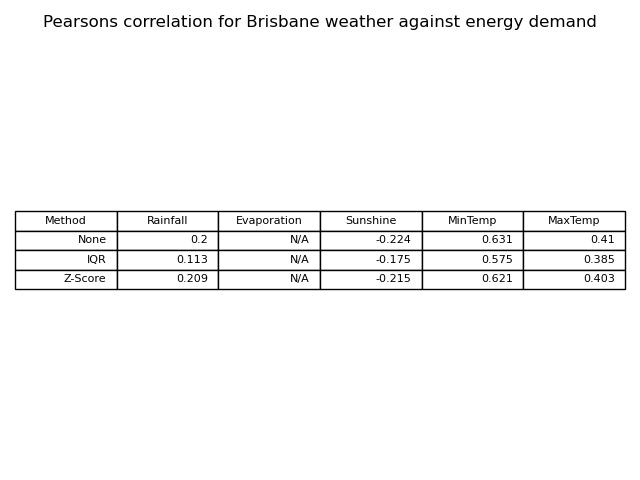 Pearsons correlation for Brisbane weather against energy demand
Method Rainfall Evaporation Sunshine MinTemp MaxTemp
None 0.2 N/A -0.224 0.631 0.41
IQR 0.113 N/A -0.175 0.575 0.385
Z-Score 0.209 N/A -0.215 0.621 0.403